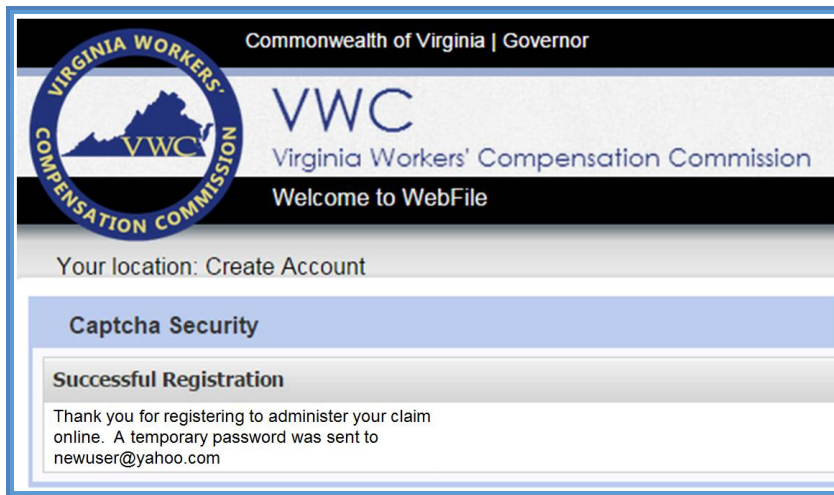 Commonwealth of Virginia | Governor
VIRGINIA WORKERS'
COMPENSATION COMMISSION
VWC
VWC
Virginia Workers' Compensation Commission
Welcome to WebFile
Your location: Create Account
Captcha Security
Successful Registration
Thank you for registering to administer your claim
online. A temporary password was sent to
newuser@yahoo.com